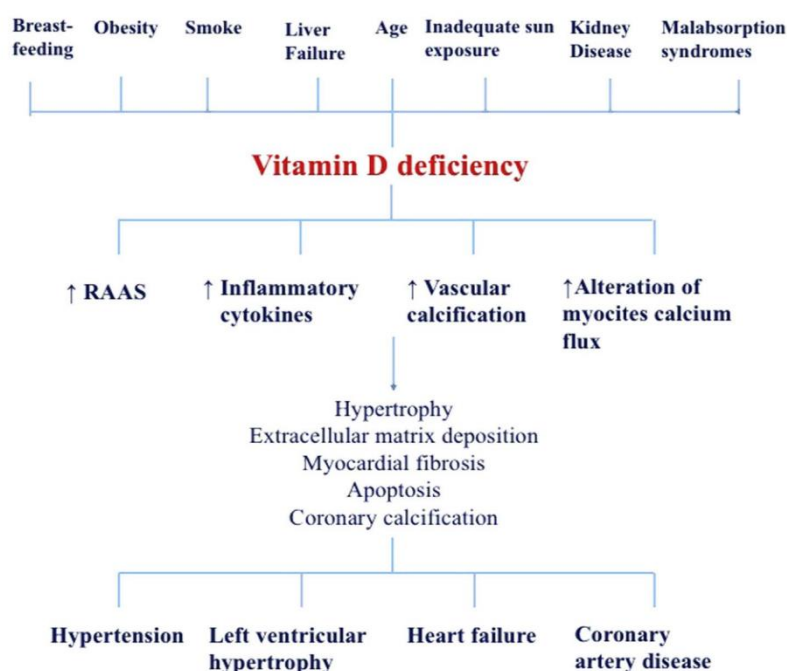 Breast-
feeding
Obesity
Smoke
Liver
Failure
Age
Inadequate sun
exposure
Kidney
Disease
Malabsorption
syndromes
Vitamin D deficiency
↑ RAAS
↑ Inflammatory
cytokines
↑ Vascular
calcification
↑Alteration of
myocites calcium
flux
Hypertrophy
Extracellular matrix deposition
Myocardial fibrosis
Apoptosis
Coronary calcification
Hypertension
Left ventricular
hypertrophy
Heart failure
Coronary
artery disease